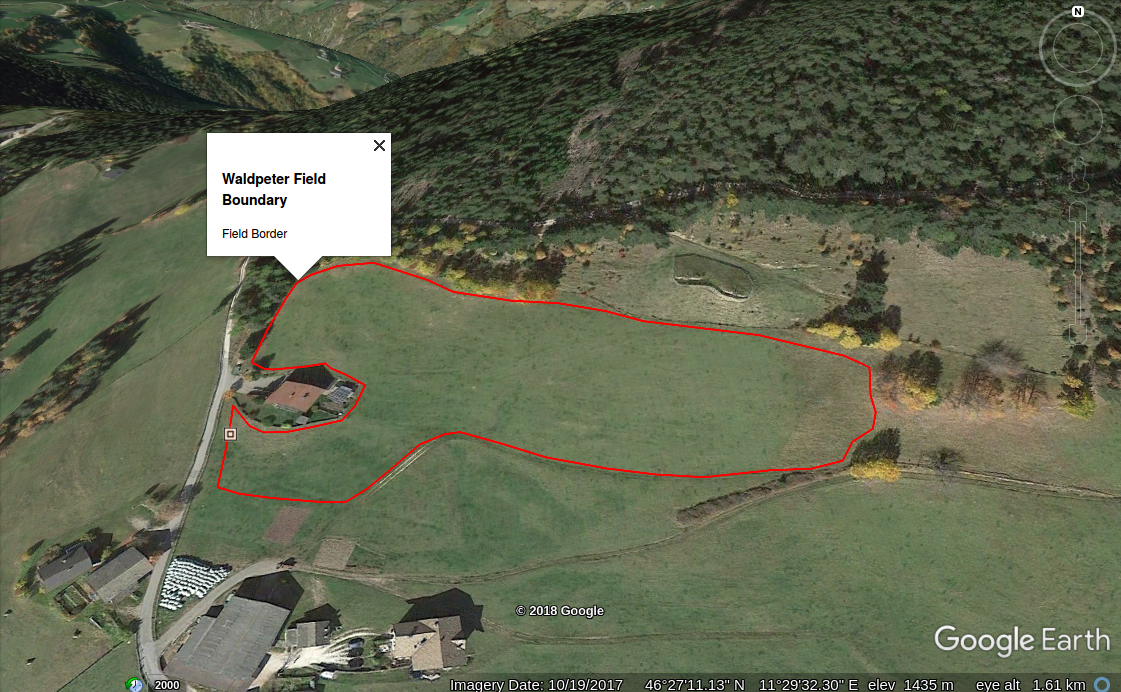 N
Waldpeter Field
Boundary
Field Border
© 2018 Google
Google Earth
2000
Imagery Date: 10/19/2017 46°27'11.13" N 11°29'32.30" E elev 1435 m eye alt 1.61 km